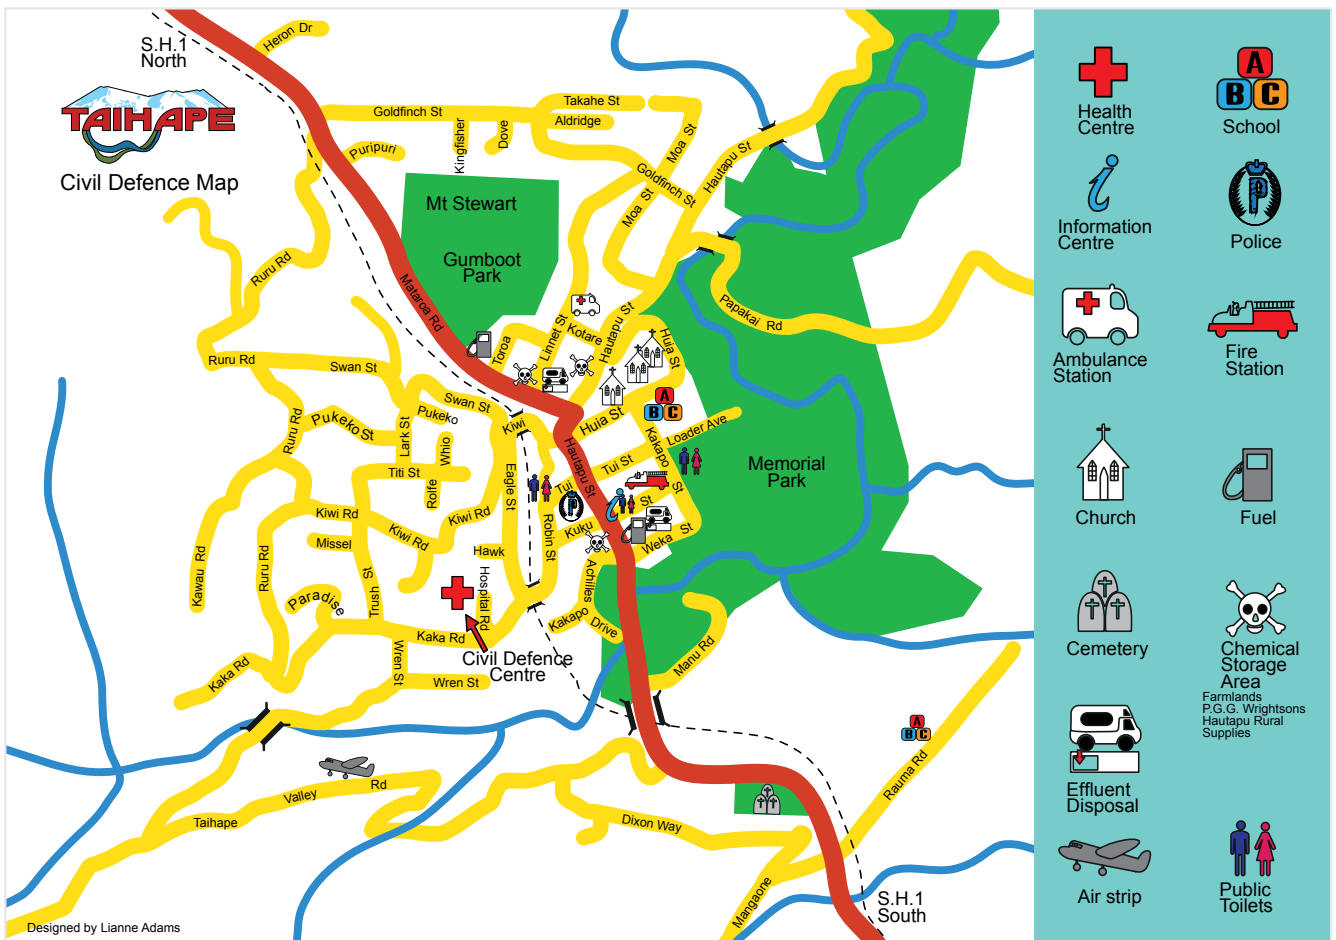 S.H.1
North
Heron Dr
TAIHAPE
Civil Defence Map
Goldfinch St
Takahe St
Aldridge
Kingfisher
Dove
Puripuri
Moa St
Goldfinch St
Moa St
Hautapu St
Mt Stewart
Gumboot
Park
Ruru Rd
Mataroa Rd
Papakai Rd
Toroa
Linnet St
Kotare
Hautapu St
Huia St
Ruru Rd
Swan St
Swan St
Pukeko
Kiwi
Huia St
A
B C
Loader Ave
Kakapo
St
Ruru Rd
Pukeko St
Lark St
Whio
Rolfe
Titi St
Eagle St
Hautapu St
Tui St
Tui
Memorial
Park
P
i
Kiwi Rd
Kiwi Rd
Kiwi Rd
Missel
Robin St
Kuku
St
Weka St
Hawk
Kawau Rd
Ruru Rd
Trush St
Paradise
Hospital Rd
Achilles
Kakapo
Drive
Kaka Rd
Civil Defence
Centre
Wren St
Wren St
Kaka Rd
Manu Rd
A
B C
Rauma Rd
Taihape
Valley
Rd
Dixon Way
Mangaone
S.H.1
South
Designed by Lianne Adams
Health
Centre
A
B C
School
i
Information
Centre
P
Police
Ambulance
Station
Fire
Station
Church
Fuel
Cemetery
Chemical
Storage
Area
Farmlands
P.G.G. Wrightsons
Hautapu Rural
Supplies
Effluent
Disposal
Air strip
Public
Toilets